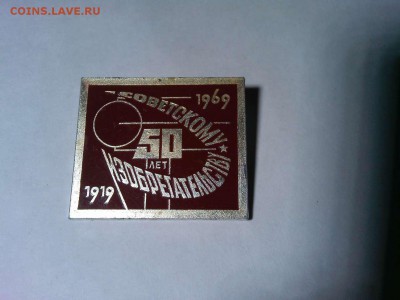 COINS.LAVE.RU
1969
СОВЕТСКОМУ
50
ЛЕТ
ИЗОБРЕТАТЕЛЬСТВУ
1919